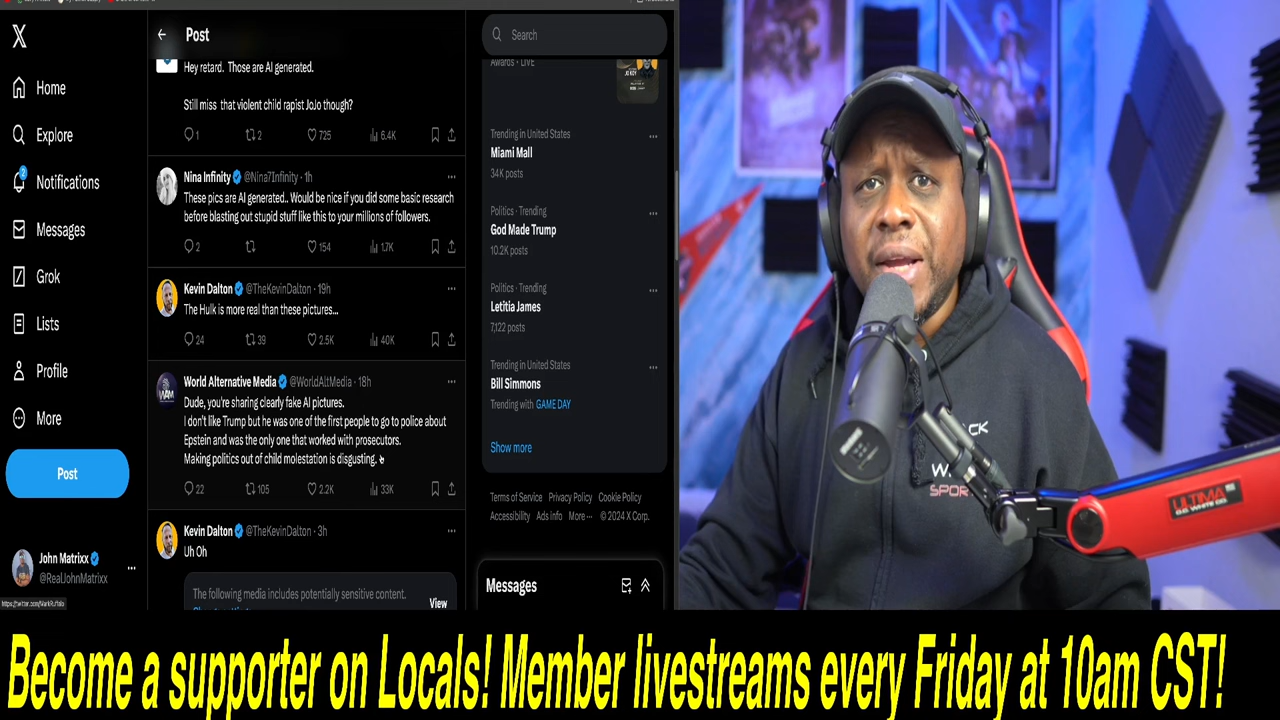 X
Post
Search
Home
Explore
2
Notifications
Messages
Grok
Lists
Profile
More
Post
John Matrixx
@RealJohnMatrixx
https://twitter.com/MarkRuffalo
Hey retard. Those are AI generated.
Still miss that violent child rapist JoJo though?
1 2 725 6.4K
Nina Infinity @Nina7Infinity · 1h
These pics are AI generated.. Would be nice if you did some basic research
before blasting out stupid stuff like this to your millions of followers.
2 154 1.7K
Kevin Dalton @TheKevinDalton · 19h
The Hulk is more real than these pictures...
24 39 2.5K 40K
World Alternative Media @WorldAltMedia · 18h
Dude, you're sharing clearly fake AI pictures.
I don't like Trump but he was one of the first people to go to police about
Epstein and was the only one that worked with prosecutors.
Making politics out of child molestation is disgusting.
22 105 2.2K 33K
Kevin Dalton @TheKevinDalton · 3h
Uh Oh
The following media includes potentially sensitive content.
View
Awards · LIVE
JO KOY
Trending in United States
Miami Mall
34K posts
Politics · Trending
God Made Trump
10.2K posts
Politics · Trending
Letitia James
7,122 posts
Trending in United States
Bill Simmons
Trending with GAME DAY
Show more
Terms of Service Privacy Policy Cookie Policy
Accessibility Ads info More ··· © 2024 X Corp.
Messages
ULTIMA
Become a supporter on Locals! Member livestreams every Friday at 10am CST!